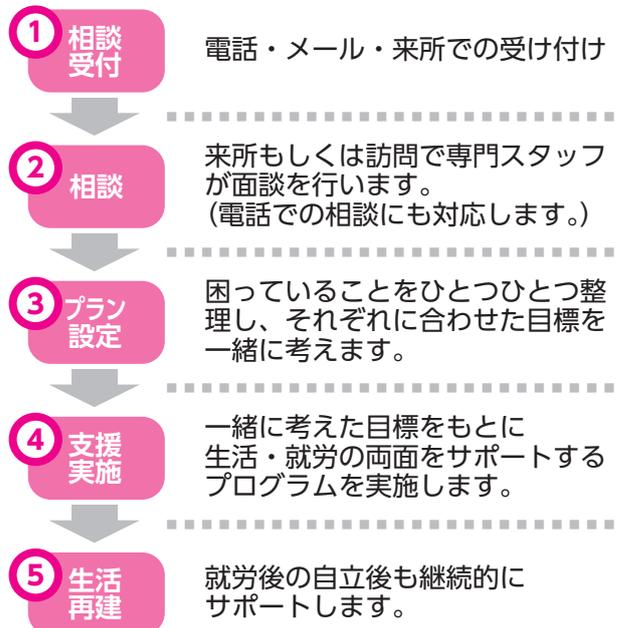 1
相談
受付
電話・メール・来所での受け付け
2
相談
来所もしくは訪問で専門スタッフ
が面談を行います。
（電話での相談にも対応します。）
3
プラン
設定
困っていることをひとつひとつ整
理し、それぞれに合わせた目標を
一緒に考えます。
4
支援
実施
一緒に考えた目標をもとに
生活・就労の両面をサポートする
プログラムを実施します。
5
生活
再建
就労後の自立後も継続的に
サポートします。